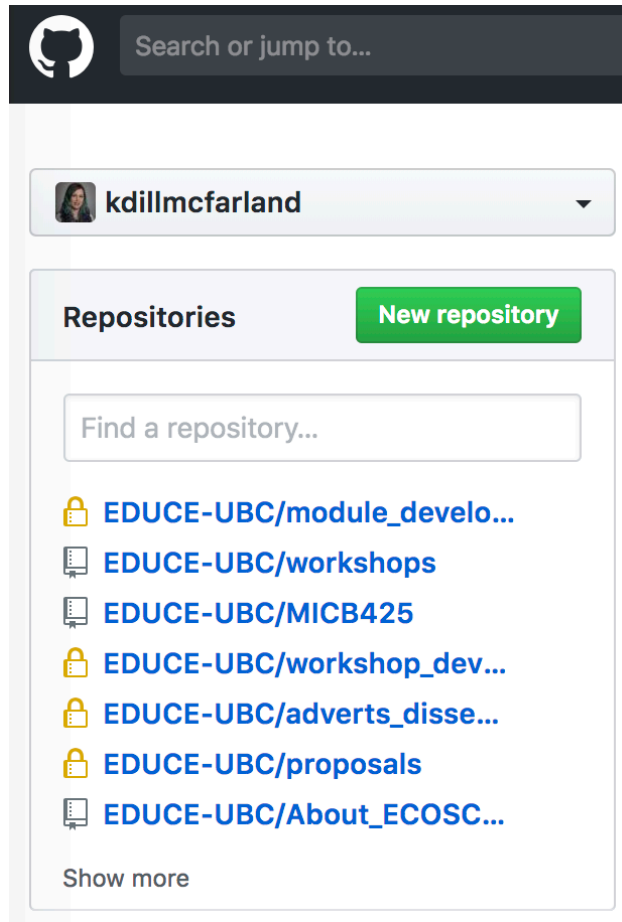 Search or jump to...
kdillmcfarland
Repositories
New repository
Find a repository...
EDUCE-UBC/module_develo...
EDUCE-UBC/workshops
EDUCE-UBC/MICB425
EDUCE-UBC/workshop_dev...
EDUCE-UBC/adverts_disse...
EDUCE-UBC/proposals
EDUCE-UBC/About_ECOSC...
Show more